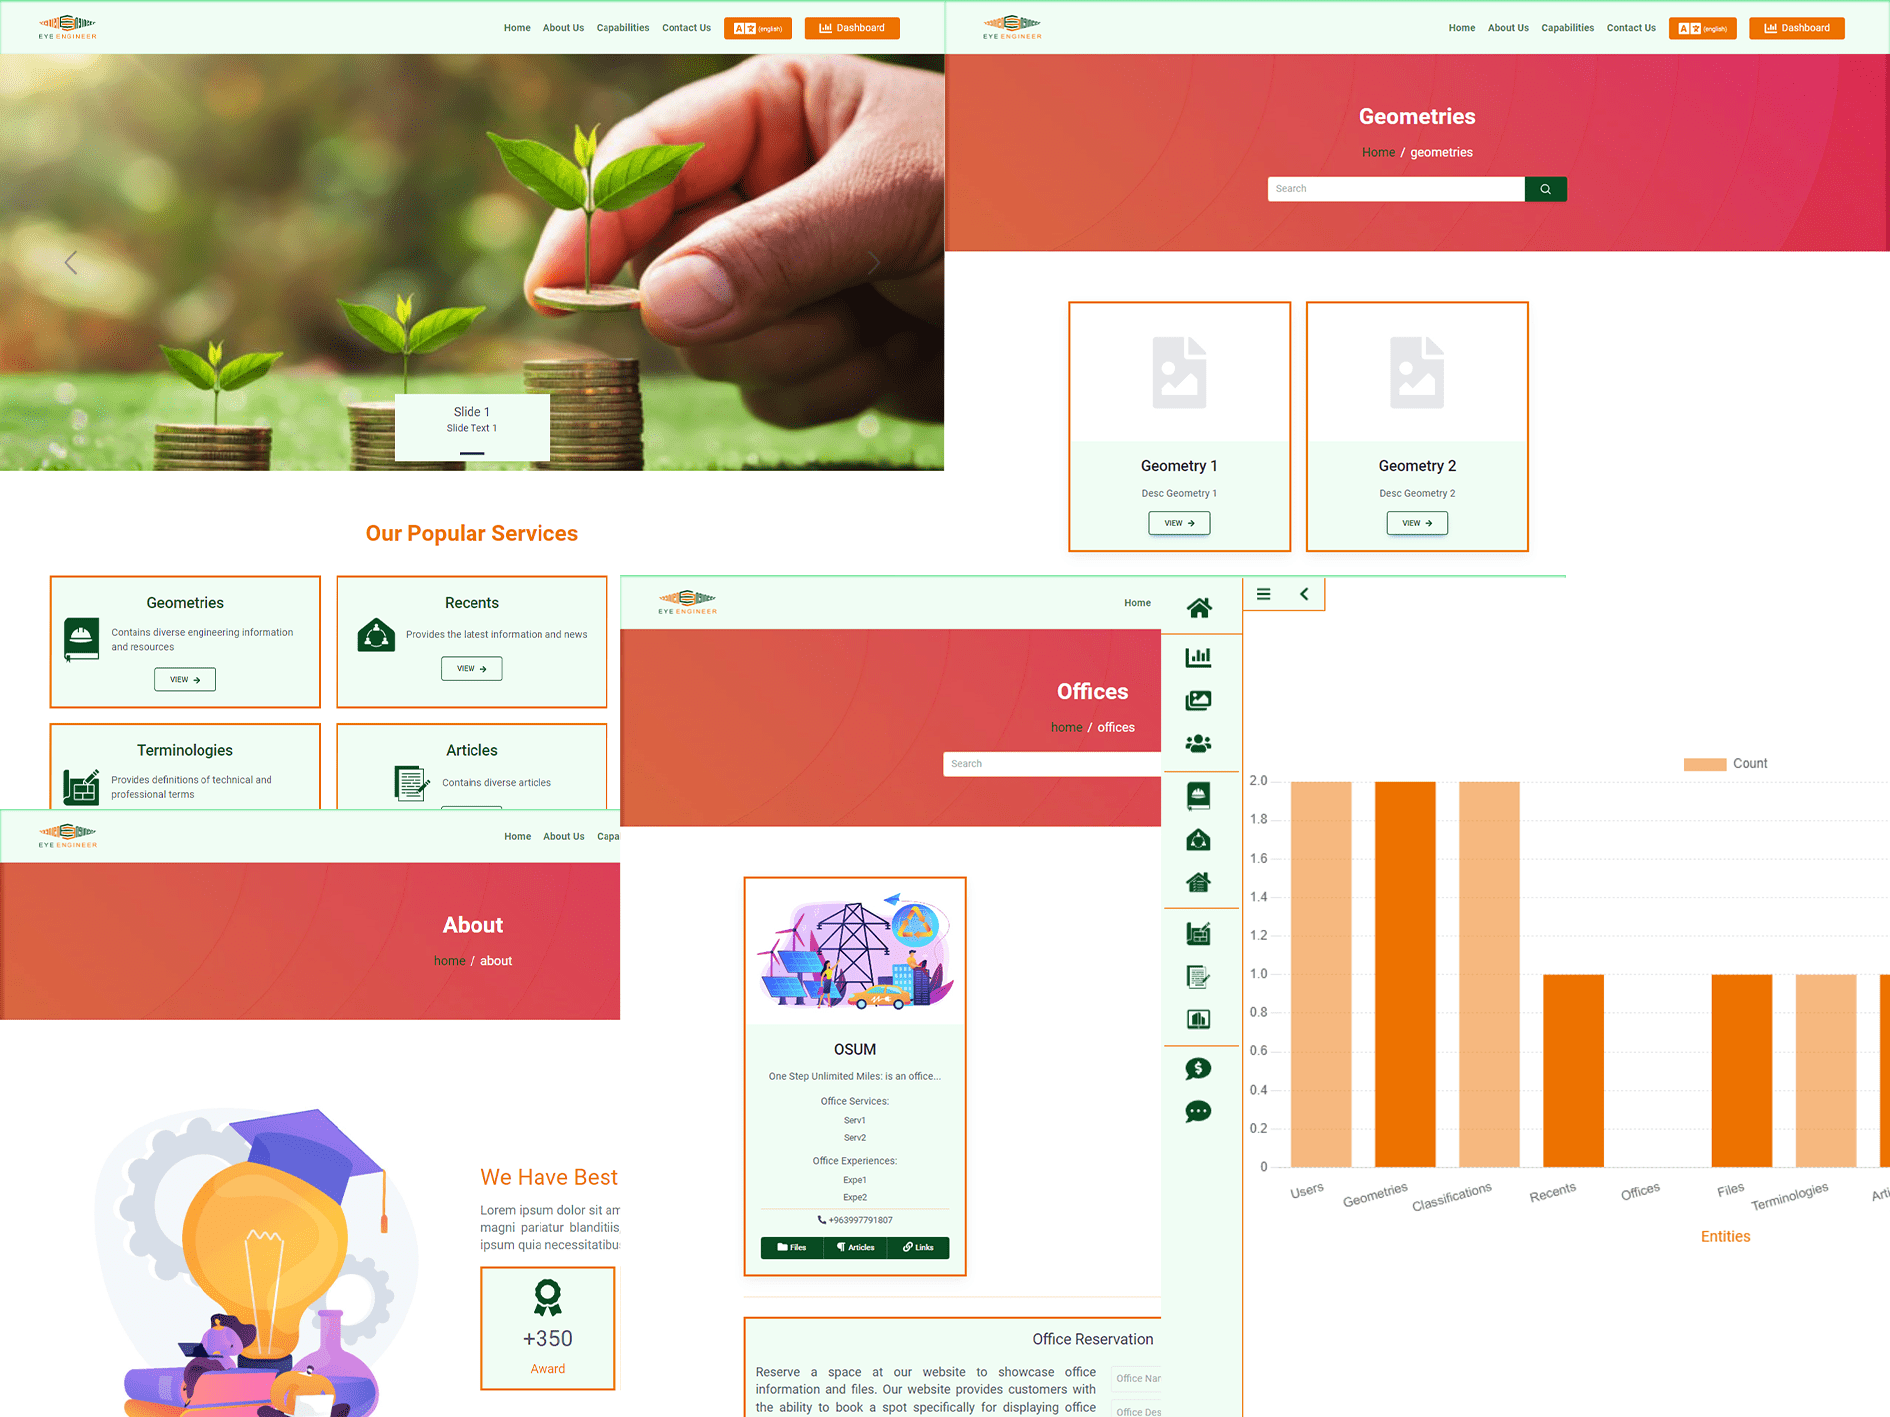 EYE ENGINEER
Home About Us Capabilities Contact Us A (english) Dashboard
Slide 1
Slide Text 1
Our Popular Services
Geometries
Contains diverse engineering information
and resources
VIEW →
Recents
Provides the latest information and news
VIEW →
Terminologies
Provides definitions of technical and
professional terms
Articles
Contains diverse articles
EYE ENGINEER
Home About Us Capabilities Contact Us A (english) Dashboard
Geometries
Home / geometries
Search
Geometry 1
Desc Geometry 1
VIEW →
Geometry 2
Desc Geometry 2
VIEW →
EYE ENGINEER
Home
Offices
home / offices
Search
OSUM
One Step Unlimited Miles: is an office...
Office Services:
Serv1
Serv2
Office Experiences:
Expe1
Expe2
+963997791807
Files Articles Links
Office Reservation
Reserve a space at our website to showcase office
information and files. Our website provides customers with
the ability to book a spot specifically for displaying office
Office Nar
Office Des
EYE ENGINEER
Home About Us Capa
About
home / about
We Have Best
Lorem ipsum dolor sit am
magni pariatur blanditiis,
ipsum quia necessitatibu
+350
Award
Count
2.0
1.8
1.6
1.4
1.2
1.0
0.8
0.6
0.4
0.2
0
Users Geometries Classifications Recents Offices Files Terminologies Arti
Entities